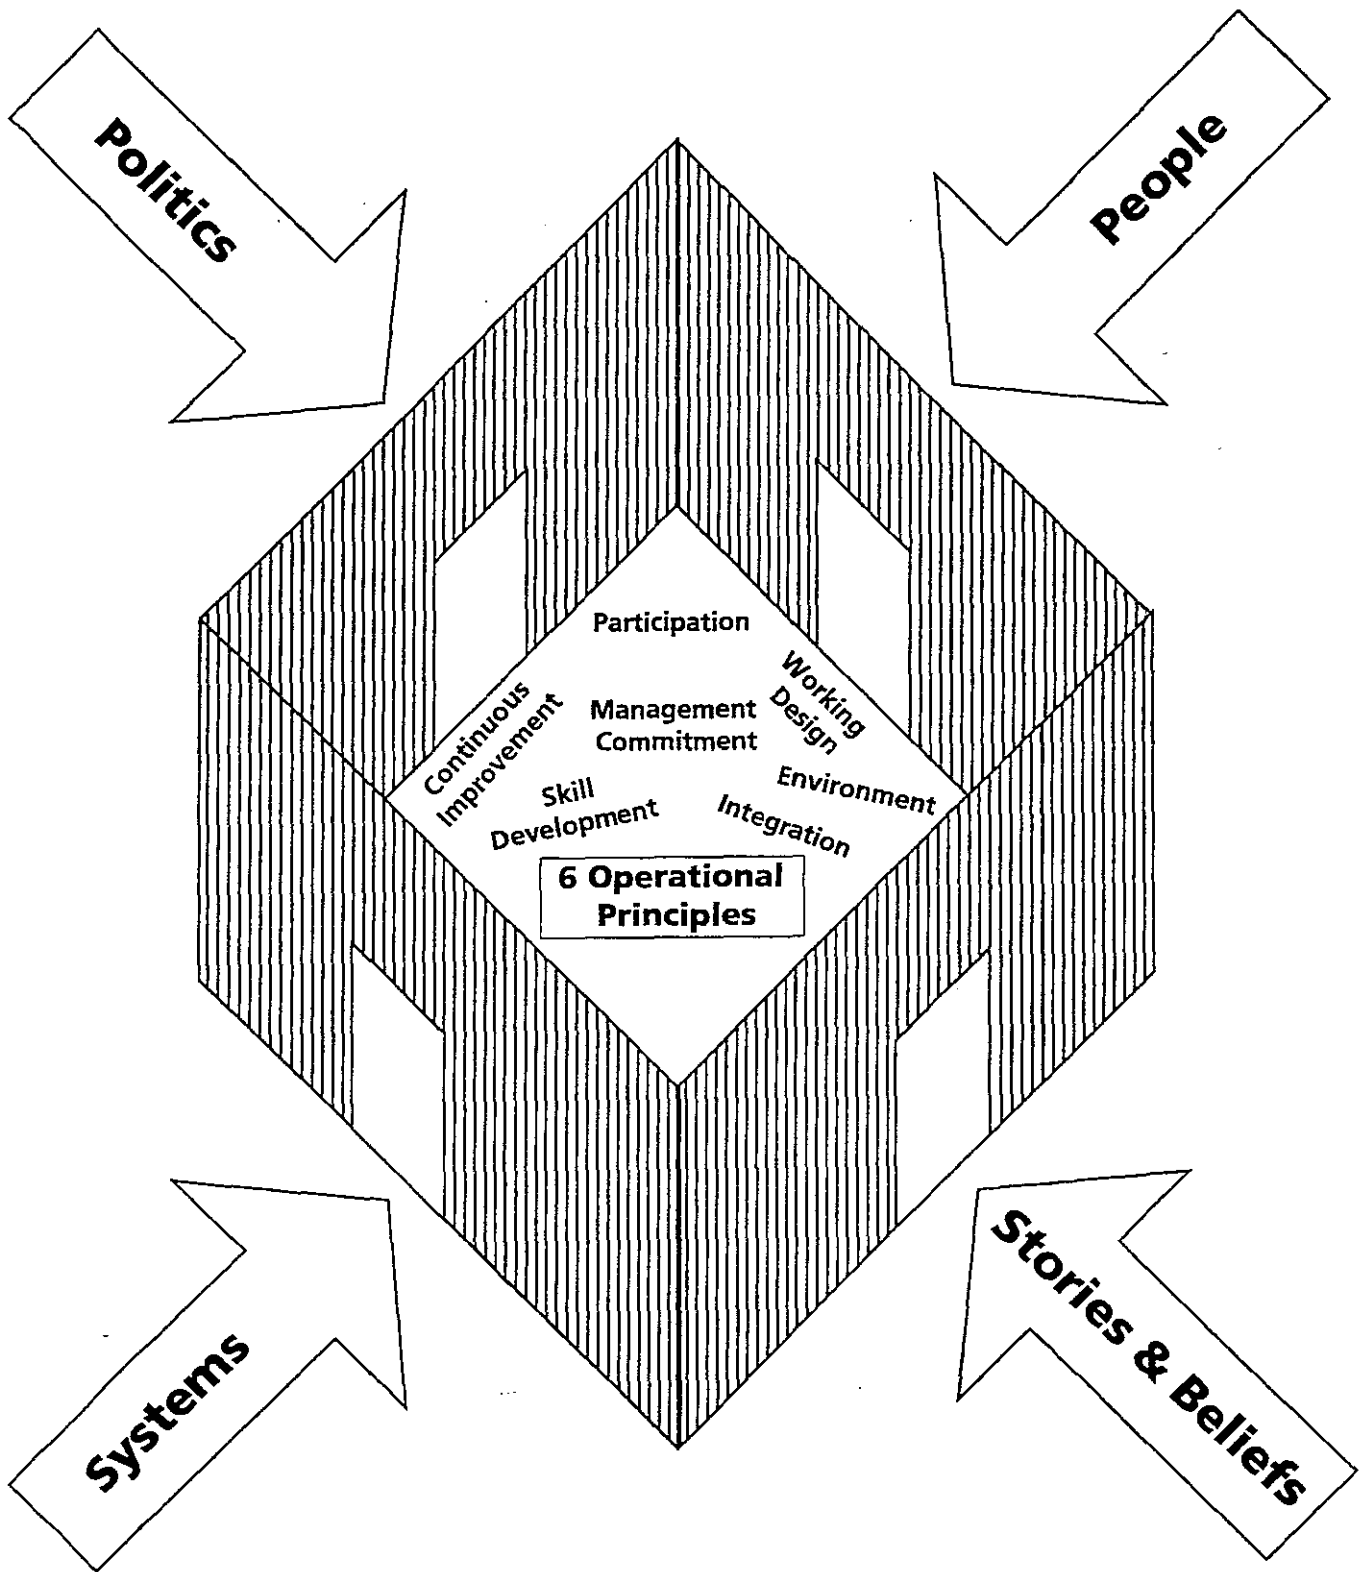 Politics
People
Participation
Continuous
Improvement
Management
Commitment
Working
Design
Skill
Development
Environment
Integration
6 Operational
Principles
Systems
Stories & Beliefs